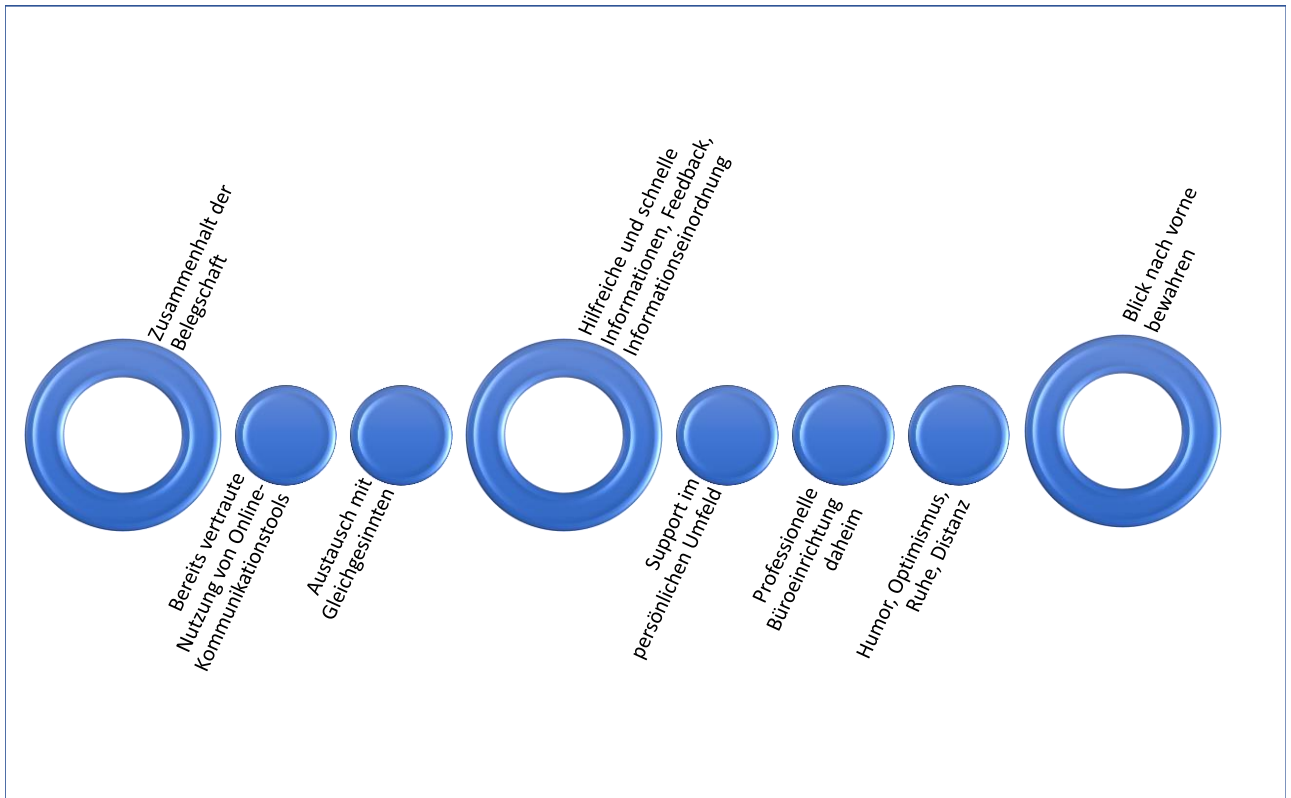 Zusammenhalt der
Belegschaft
Bereits vertraute
Nutzung von Online-
Kommunikationstools
Austausch mit
Gleichgesinnten
Hilfreiche und schnelle
Informationen, Feedback,
Informationseinordnung
Support im
persönlichen Umfeld
Professionelle
Büroeinrichtung
daheim
Humor, Optimismus,
Ruhe, Distanz
Blick nach vorne
bewahren